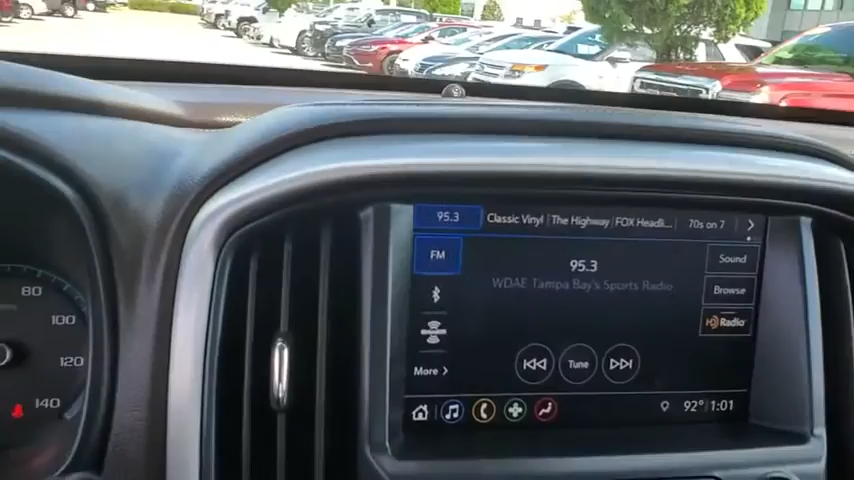 95.3 Classic Vinyl The Highway FOX Headli... 70s on 7
FM
95.3
Sound
WDAE Tampa Bay's Sports Radio
Browse
HD Radio
Tune
More
92° 1:01
80
100
120
140